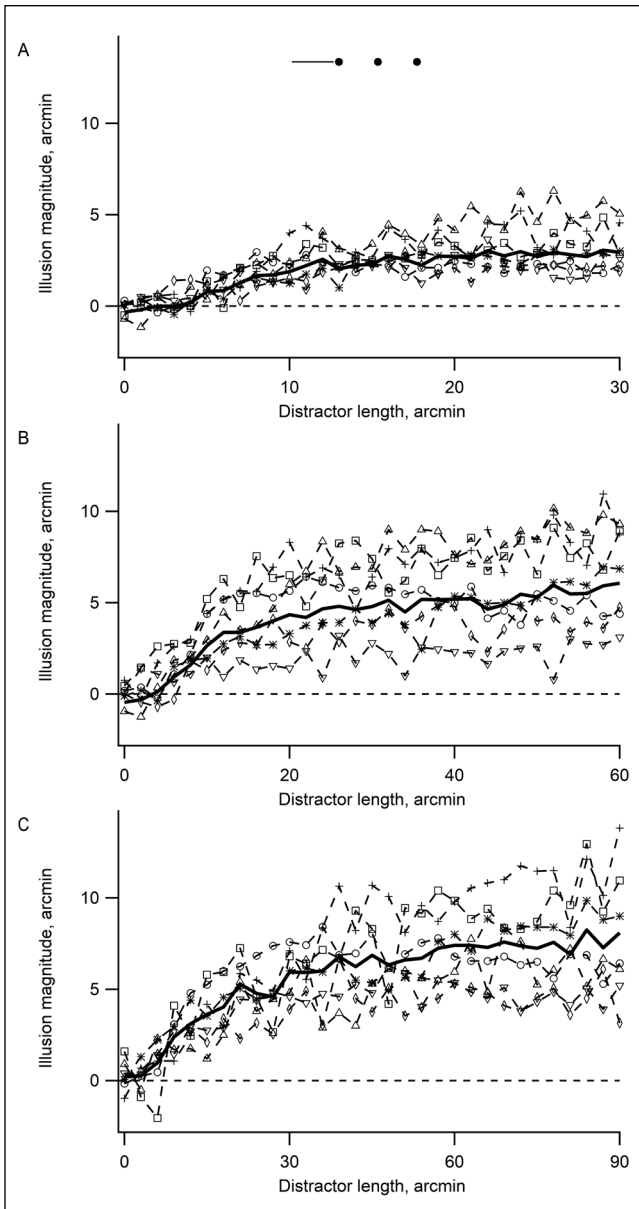 A
Illusion magnitude, arcmin
10
5
0
0
10
20
30
Distractor length, arcmin
B
Illusion magnitude, arcmin
10
5
0
0
20
40
60
Distractor length, arcmin
C
Illusion magnitude, arcmin
10
5
0
0
30
60
90
Distractor length, arcmin